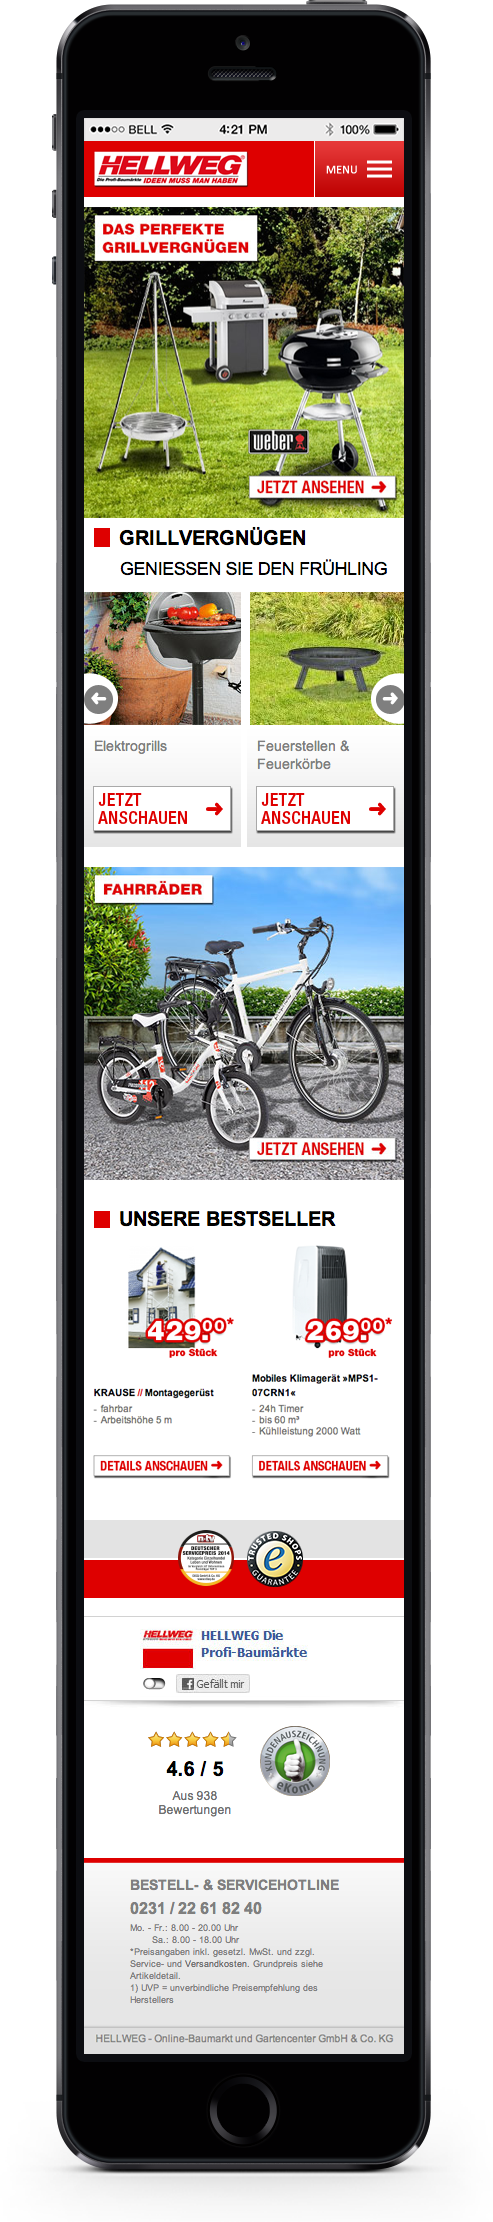 BELL
4:21 PM
100%
HELLWEG
Die Profi-Baumärkte IDEEN MUSS MAN HABEN
MENU
DAS PERFEKTE
GRILLVERGNÜGEN
weber
JETZT ANSEHEN
GRILLVERGNÜGEN
GENIESSEN SIE DEN FRÜHLING
Elektrogrills
JETZT
ANSCHAUEN
Feuerstellen &
Feuerkörbe
JETZT
ANSCHAUEN
FAHRRÄDER
JETZT ANSEHEN
UNSERE BESTSELLER
429.00*
pro Stück
KRAUSE // Montagegerüst
- fahrbar
- Arbeitshöhe 5 m
DETAILS ANSCHAUEN
269.00*
pro Stück
Mobiles Klimagerät »MPS1-
07CRN1«
- 24h Timer
- bis 60 m³
- Kühlleistung 2000 Watt
DETAILS ANSCHAUEN
n-tv
DEUTSCHER
SERVICEPREIS 2014
TRUSTED SHOPS
e
GUARANTEE
HELLWEG
HELLWEG Die
Profi-Baumärkte
Gefällt mir
4.6 / 5
Aus 938
Bewertungen
KUNDENAUSZEICHNUNG
eKomi
BESTELL- & SERVICEHOTLINE
0231 / 22 61 82 40
Mo. - Fr.: 8.00 - 20.00 Uhr
Sa.: 8.00 - 18.00 Uhr
*Preisangaben inkl. gesetzl. MwSt. und zzgl.
Service- und Versandkosten. Grundpreis siehe
Artikeldetail.
1) UVP = unverbindliche Preisempfehlung des
Herstellers
HELLWEG - Online-Baumarkt und Gartencenter GmbH & Co. KG